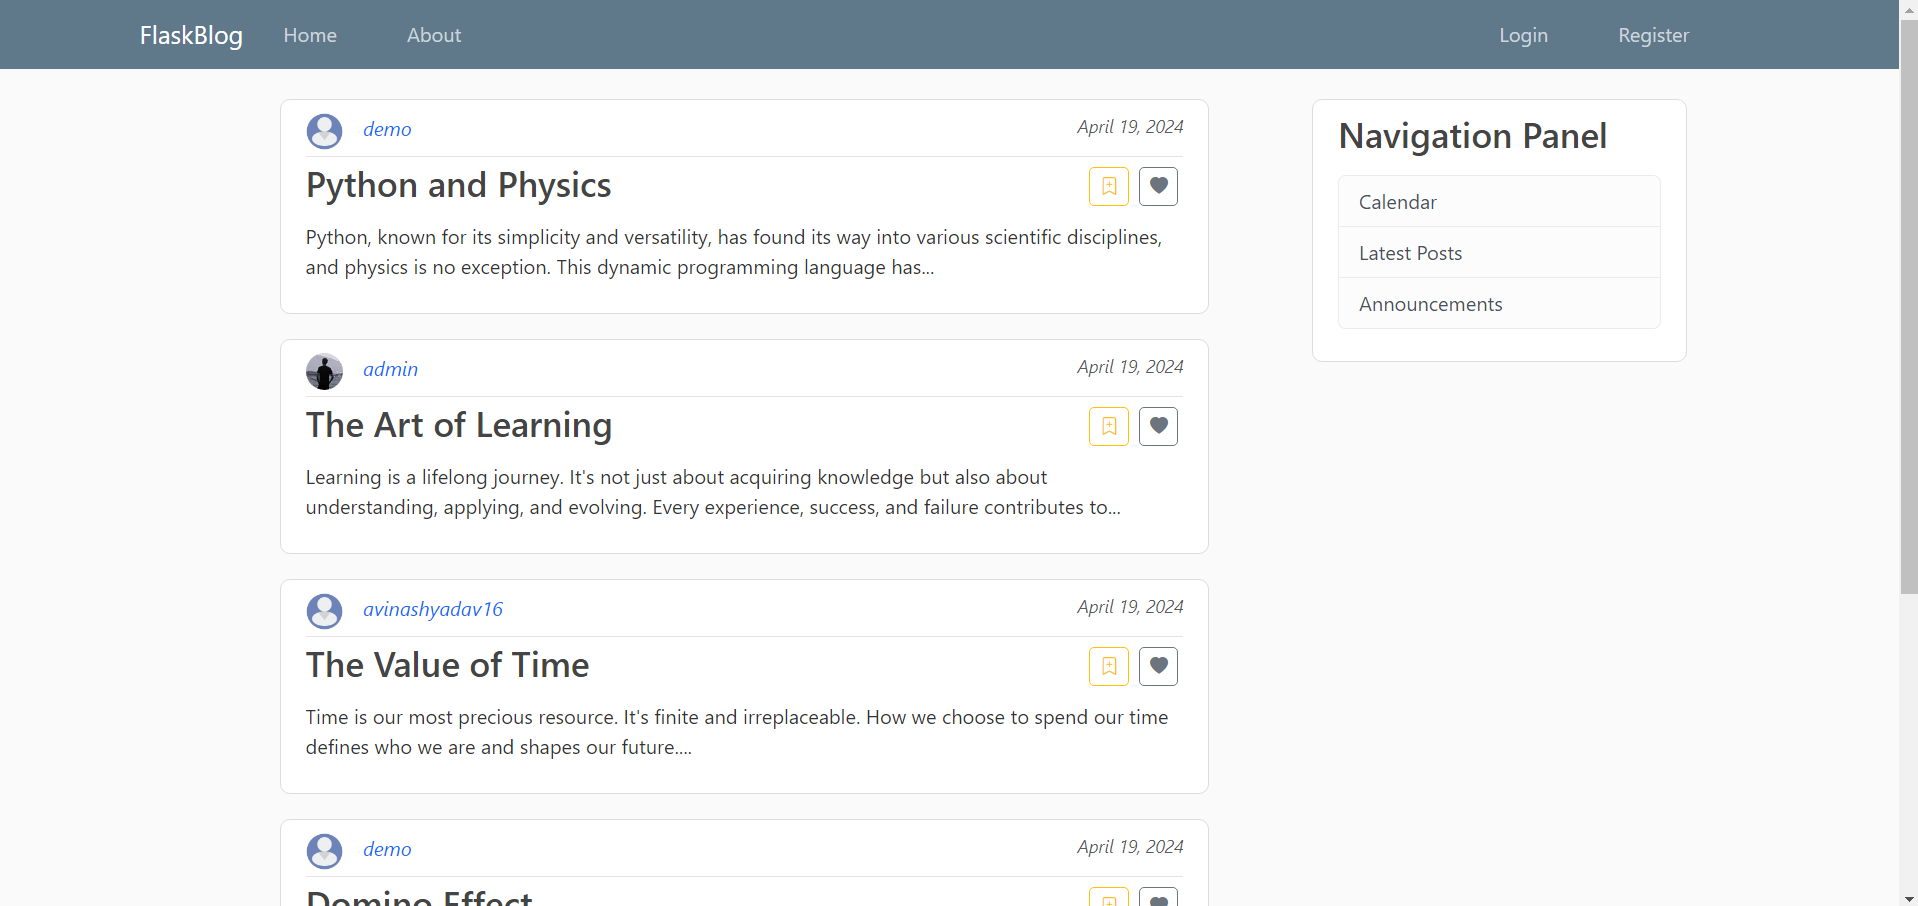 FlaskBlog Home About Login Register
demo April 19, 2024
Python and Physics
Python, known for its simplicity and versatility, has found its way into various scientific disciplines,
and physics is no exception. This dynamic programming language has...
admin April 19, 2024
The Art of Learning
Learning is a lifelong journey. It's not just about acquiring knowledge but also about
understanding, applying, and evolving. Every experience, success, and failure contributes to...
avinashyadav16 April 19, 2024
The Value of Time
Time is our most precious resource. It's finite and irreplaceable. How we choose to spend our time
defines who we are and shapes our future....
demo April 19, 2024
Domino Effect
Navigation Panel
Calendar
Latest Posts
Announcements